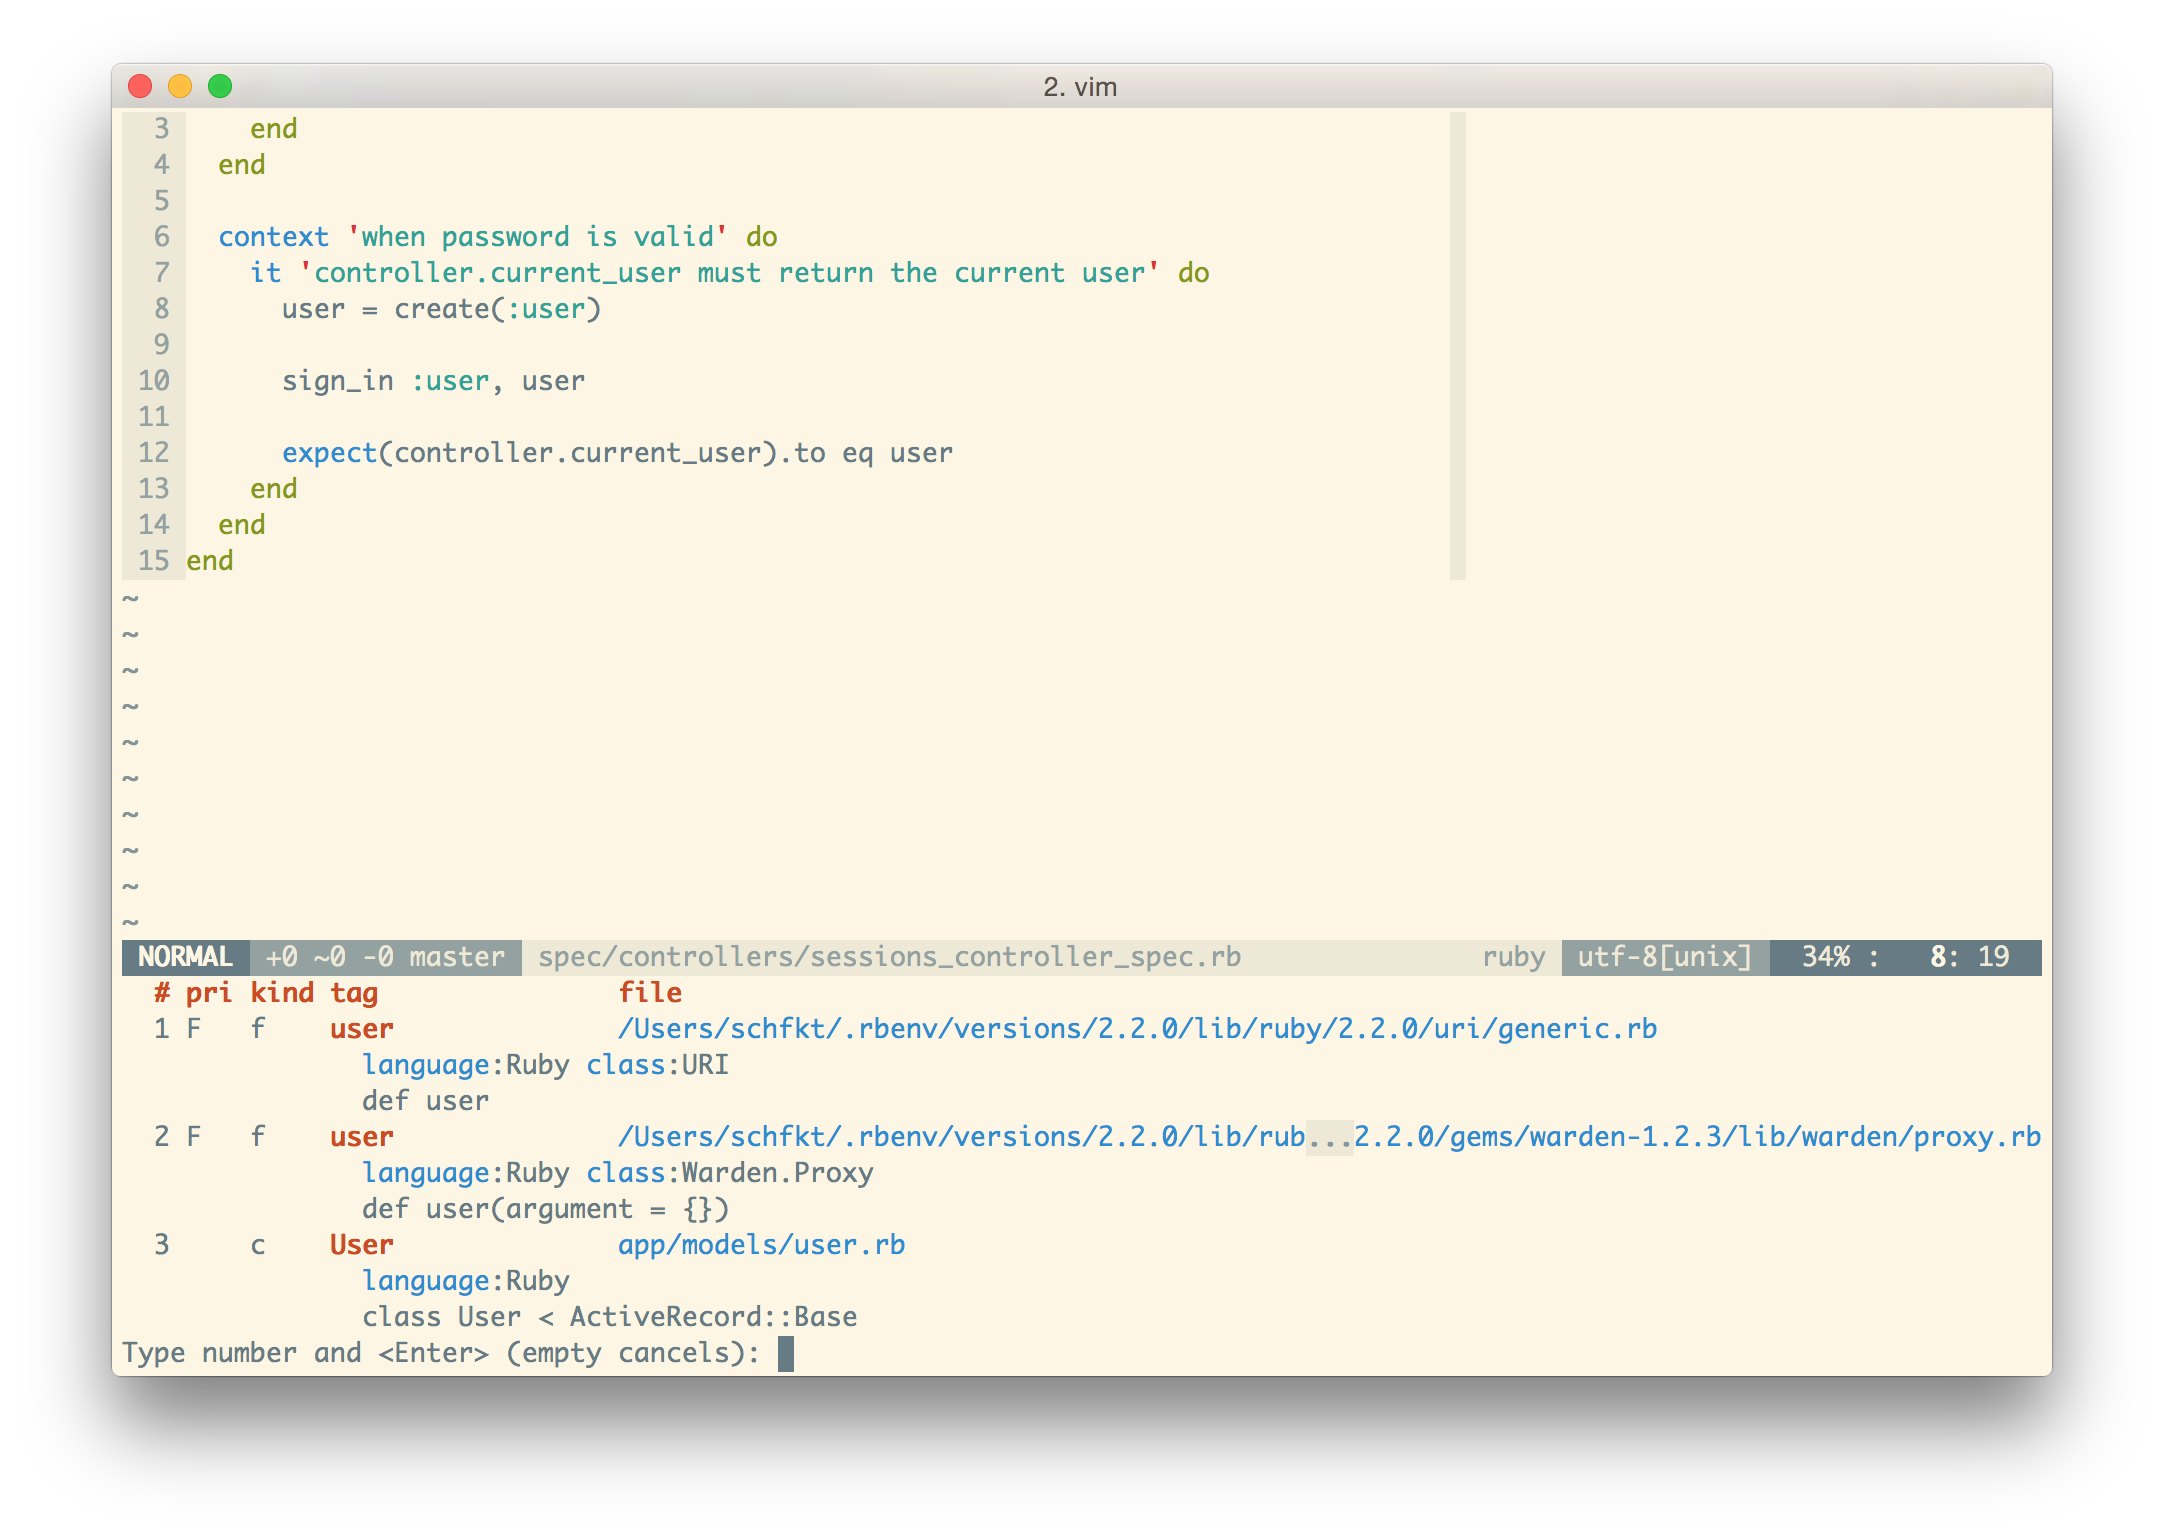 2. vim
3     end
4   end
5
6   context 'when password is valid' do
7     it 'controller.current_user must return the current user' do
8       user = create(:user)
9
10       sign_in :user, user
11
12       expect(controller.current_user).to eq user
13     end
14   end
15 end
~
~
~
~
~
~
~
~
~
~
NORMAL +0 ~0 -0 master spec/controllers/sessions_controller_spec.rb ruby utf-8[unix] 34% : 8: 19
# pri kind tag file
1 F f user /Users/schfkt/.rbenv/versions/2.2.0/lib/ruby/2.2.0/uri/generic.rb
language:Ruby class:URI
def user
2 F f user /Users/schfkt/.rbenv/versions/2.2.0/lib/rub...2.2.0/gems/warden-1.2.3/lib/warden/proxy.rb
language:Ruby class:Warden.Proxy
def user(argument = {})
3 c User app/models/user.rb
language:Ruby
class User < ActiveRecord::Base
Type number and <Enter> (empty cancels):